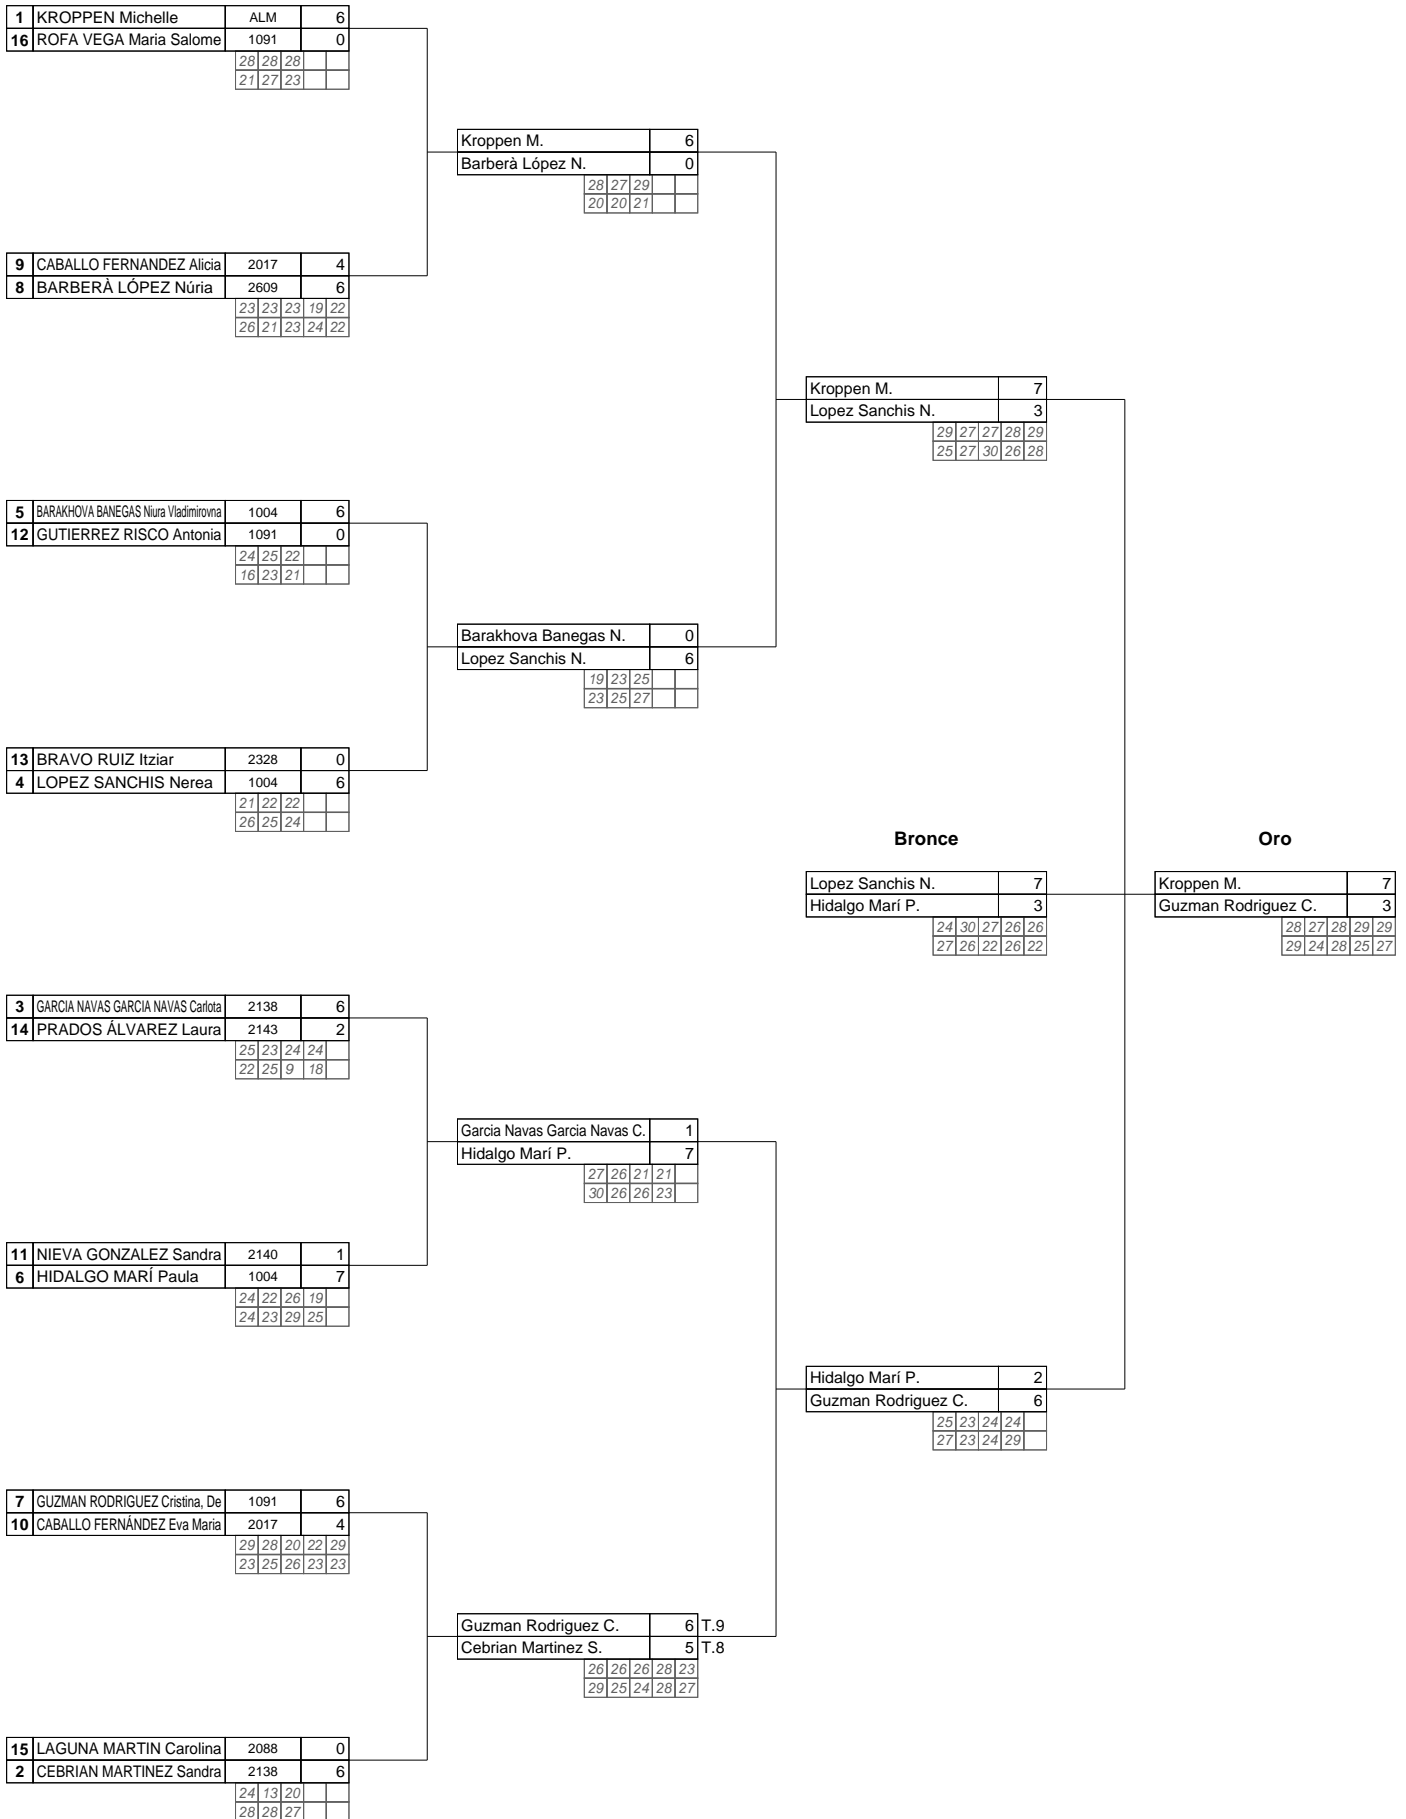 1 KROPPEN Michelle ALM 6
16 ROFA VEGA Maria Salome 1091 0
28 28 28
21 27 23
Kroppen M. 6
Barberà López N. 0
28 27 29
20 20 21
9 CABALLO FERNANDEZ Alicia 2017 4
8 BARBERÀ LÓPEZ Núria 2609 6
23 23 23 19 22
26 21 23 24 22
Kroppen M. 7
Lopez Sanchis N. 3
29 27 27 28 29
25 27 30 26 28
5 BARAKHOVA BANEGAS Niura Vladimirovna 1004 6
12 GUTIERREZ RISCO Antonia 1091 0
24 25 22
16 23 21
Barakhova Banegas N. 0
Lopez Sanchis N. 6
19 23 25
23 25 27
13 BRAVO RUIZ Itziar 2328 0
4 LOPEZ SANCHIS Nerea 1004 6
21 22 22
26 25 24
Bronce Oro
Lopez Sanchis N. 7 Kroppen M. 7
Hidalgo Marí P. 3 Guzman Rodriguez C. 3
24 30 27 26 26 28 27 28 29 29
27 26 22 26 22 29 24 28 25 27
3 GARCIA NAVAS GARCIA NAVAS Carlota 2138 6
14 PRADOS ÁLVAREZ Laura 2143 2
25 23 24 24
22 25 9 18
Garcia Navas Garcia Navas C. 1
Hidalgo Marí P. 7
27 26 21 21
30 26 26 23
11 NIEVA GONZALEZ Sandra 2140 1
6 HIDALGO MARÍ Paula 1004 7
24 22 26 19
24 23 29 25
Hidalgo Marí P. 2
Guzman Rodriguez C. 6
25 23 24 24
27 23 24 29
7 GUZMAN RODRIGUEZ Cristina, De 1091 6
10 CABALLO FERNÁNDEZ Eva Maria 2017 4
29 28 20 22 29
23 25 26 23 23
Guzman Rodriguez C. 6 T.9
Cebrian Martinez S. 5 T.8
26 26 26 28 23
29 25 24 28 27
15 LAGUNA MARTIN Carolina 2088 0
2 CEBRIAN MARTINEZ Sandra 2138 6
24 13 20
28 28 27